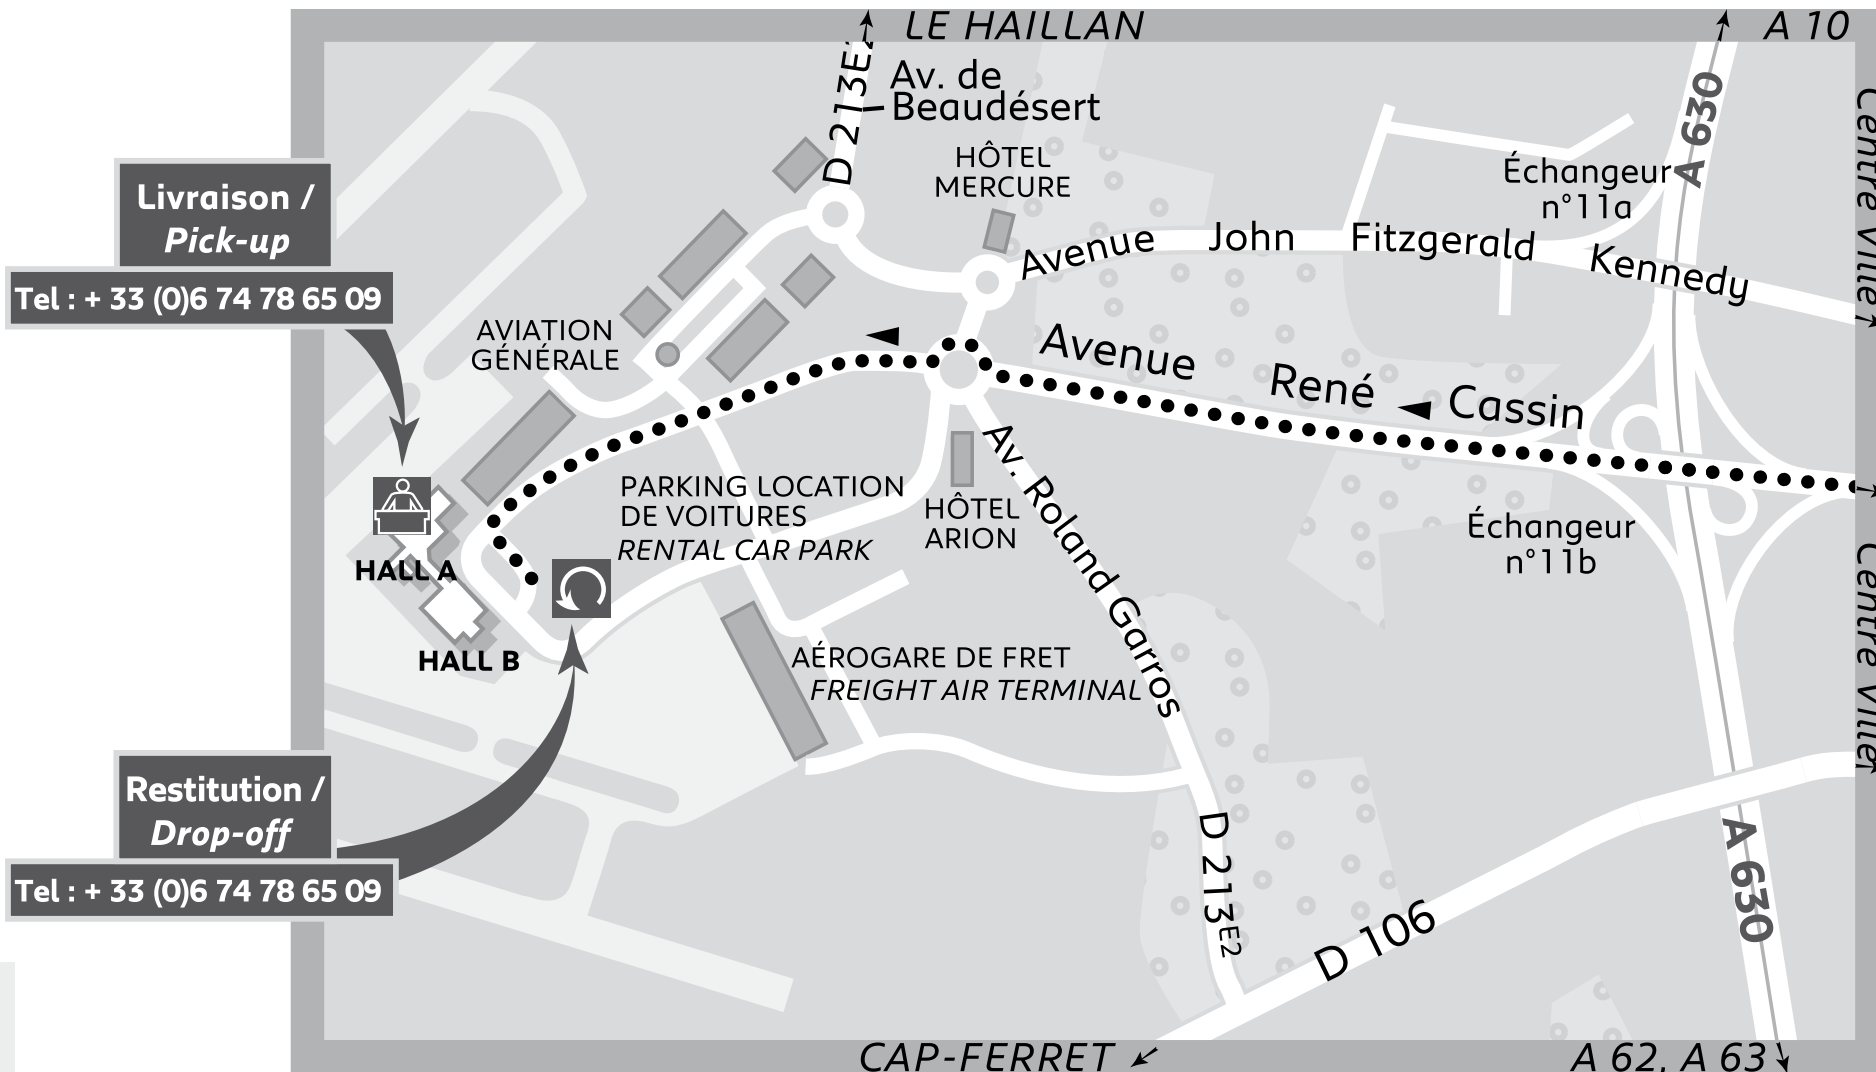 LE HAILLAN
A 10
D 213E2
Av. de
Beaudésert
A 630
Centre Ville
HÔTEL
MERCURE
Échangeur
n°11a
Livraison /
Pick-up
Tel : + 33 (0)6 74 78 65 09
Avenue John Fitzgerald Kennedy
AVIATION
GÉNÉRALE
Avenue René Cassin
PARKING LOCATION
DE VOITURES
RENTAL CAR PARK
HÔTEL
ARION
Av. Roland Garros
Échangeur
n°11b
HALL A
HALL B
Centre Ville
AÉROGARE DE FRET
FREIGHT AIR TERMINAL
Restitution /
Drop-off
Tel : + 33 (0)6 74 78 65 09
D 213E2
A 630
D 106
CAP-FERRET
A 62, A 63